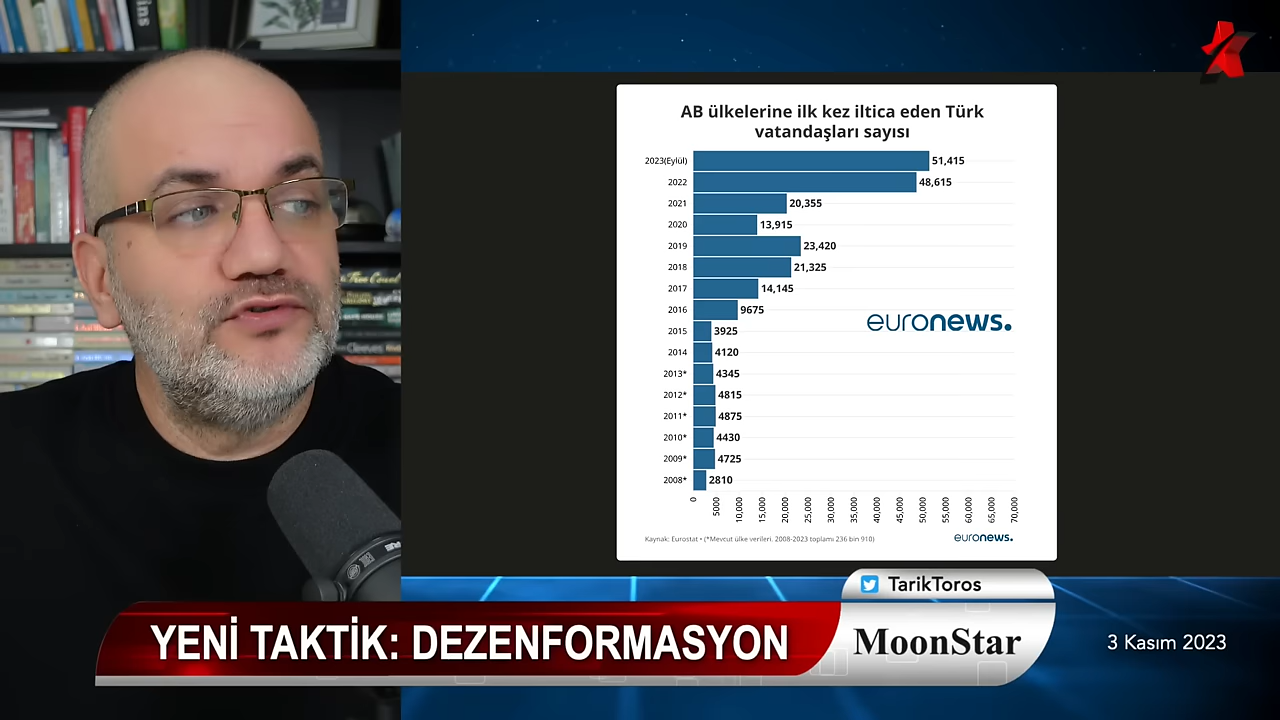 AB ülkelerine ilk kez iltica eden Türk
vatandaşları sayısı
2023(Eylül) 51,415
2022 48,615
2021 20,355
2020 13,915
2019 23,420
2018 21,325
2017 14,145
2016 9675
2015 3925
2014 4120
2013* 4345
2012* 4815
2011* 4875
2010* 4430
2009* 4725
2008* 2810
euronews.
0 5000 10,000 15,000 20,000 25,000 30,000 35,000 40,000 45,000 50,000 55,000 60,000 65,000 70,000
Kaynak: Eurostat • (*Mevcut ülke verileri. 2008-2023 toplamı 236 bin 910)
euronews.
TarikToros
YENİ TAKTİK: DEZENFORMASYON
MoonStar
3 Kasım 2023